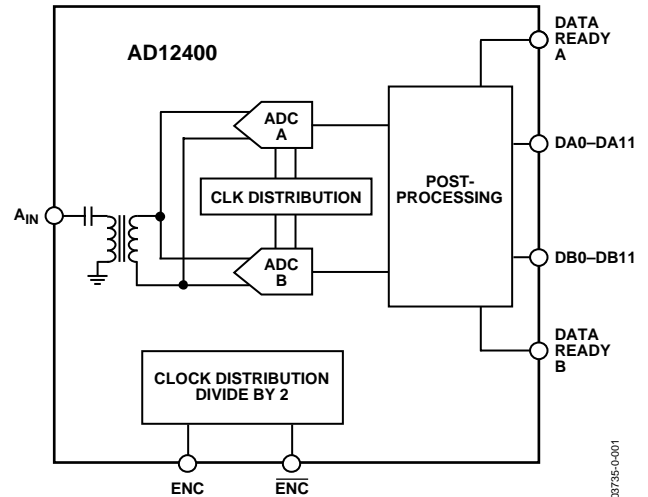 AD12400
DATA
READY
A
ADC
A
DA0–DA11
POST-
PROCESSING
CLK DISTRIBUTION
AIN
ADC
B
DB0–DB11
DATA
READY
B
CLOCK DISTRIBUTION
DIVIDE BY 2
ENC
ENC
03735-0-001